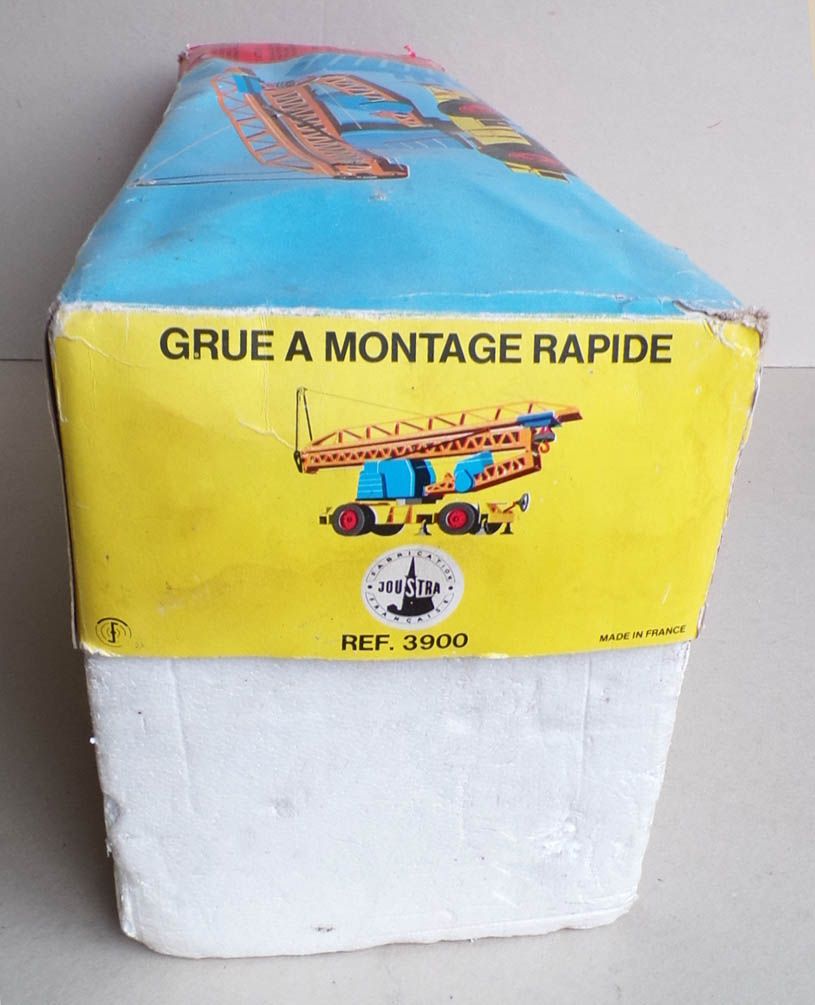 GRUE A MONTAGE RAPIDE
FABRICATION
JOUSTRA
FRANÇAISE
REF. 3900
MADE IN FRANCE